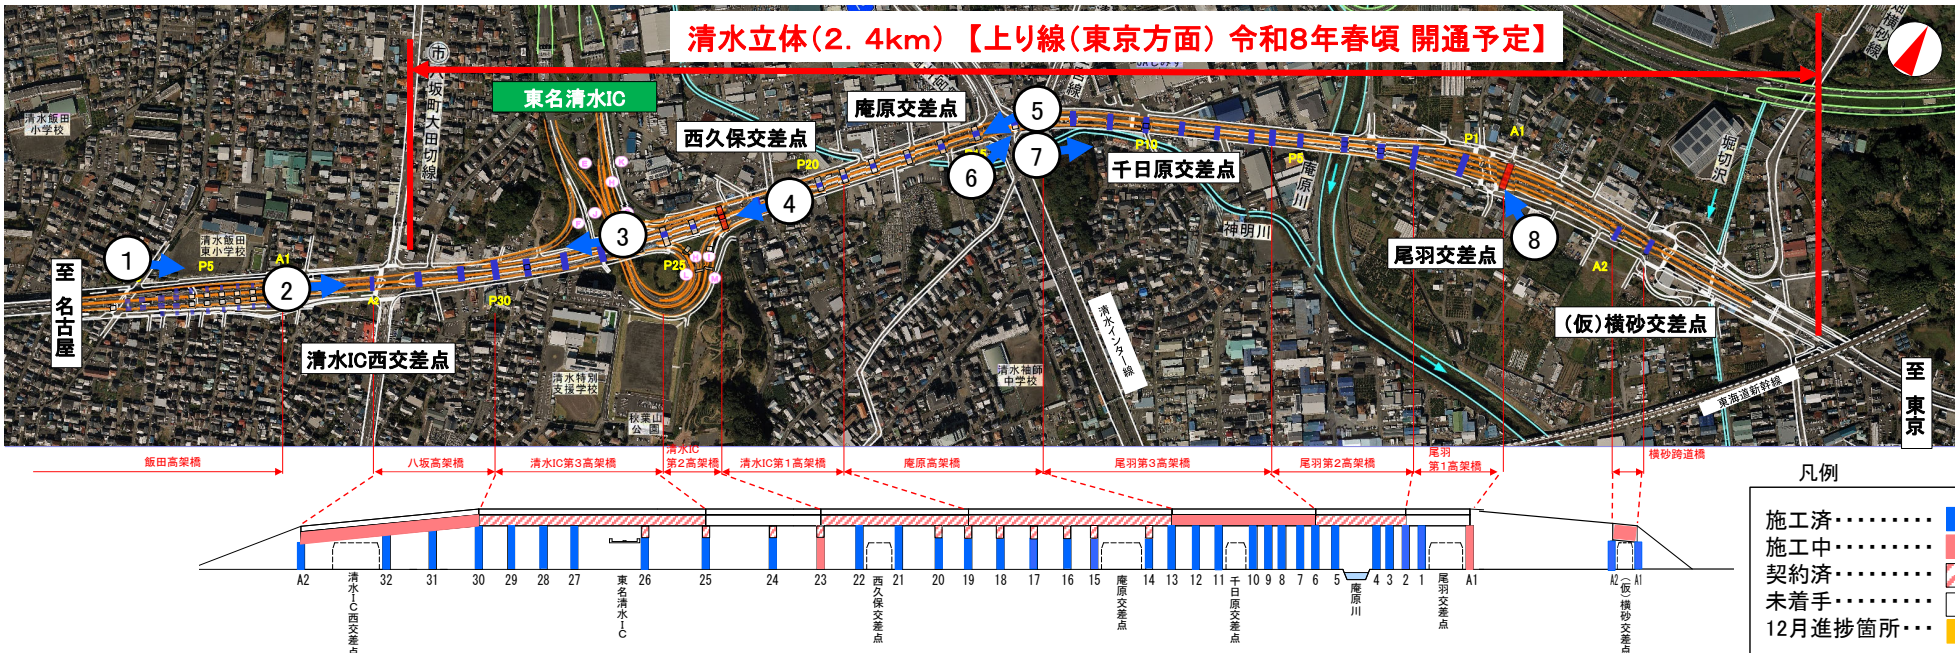 清水立体(2.4km)【上り線(東京方面) 令和8年春頃 開通予定】
市
八坂町大田切線
東名清水IC
西久保交差点
庵原交差点
千日原交差点
尾羽交差点
(仮)横砂交差点
清水IC西交差点
至 名古屋
至 東京
清水飯田
小学校
清水飯田
東小学校
清水特別
支援学校
秋葉山
公園
清水袖師
中学校
清水インター線
神明川
庵原川
堀切沢
東海道新幹線
1
2
3
4
5
6
7
8
P5
A1
A2
P30
P25
P20
P10
P5
P1
A1
A2
飯田高架橋
八坂高架橋
清水IC第3高架橋
清水IC
第2高架橋
清水IC第1高架橋
庵原高架橋
尾羽第3高架橋
尾羽第2高架橋
尾羽
第1高架橋
横砂跨道橋
A2
清水IC西交差点
32
31
30
29
28
27
東名清水IC
26
25
24
23
22
西久保交差点
21
20
19
18
17
16
15
庵原交差点
14
13
12
11
千日原交差点
10
9
8
7
6
5
庵原川
4
3
2
1
尾羽交差点
A1
A2
(仮)横砂交差点
A1
凡例
施工済・・・・・・・・・
施工中・・・・・・・・・
契約済・・・・・・・・・
未着手・・・・・・・・・
12月進捗箇所・・・